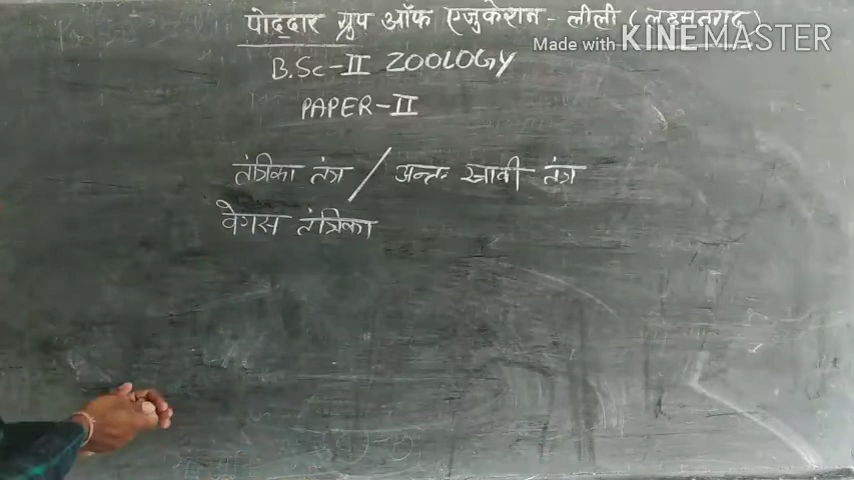 पोद्दार ग्रुप ऑफ एजुकेशन - लीली (लक्ष्मनगढ़)
Made with KINEMASTER
B.Sc-II ZOOLOGY
PAPER-II
तंत्रिका तंत्र / अन्तः स्रावी तंत्र
वेगस तंत्रिका